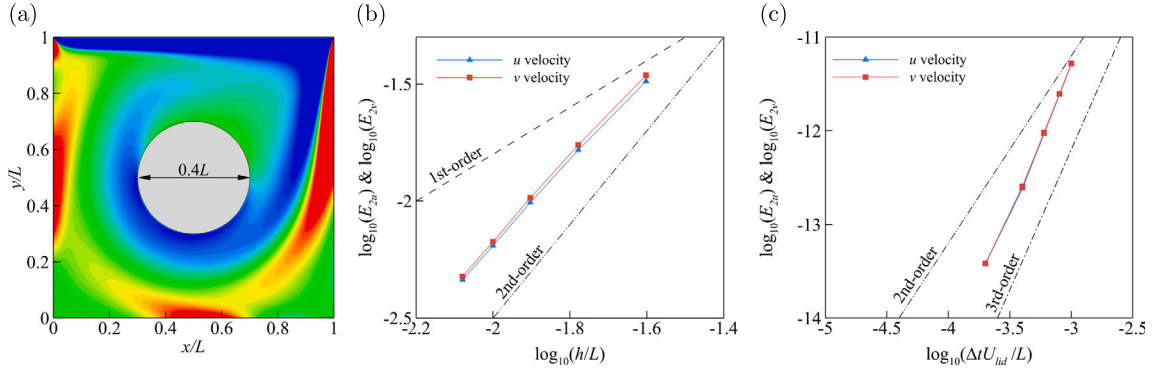 (a)
1
0.8
0.6
0.4
0.2
0
y/L
0.4L
0 0.2 0.4 0.6 0.8 1
x/L
(b)
u velocity
v velocity
-1.5
-2
-2.5
log₁₀(E₂ᵤ) & log₁₀(E₂ᵥ)
1st-order
2nd-order
-2.2 -2 -1.8 -1.6 -1.4
log₁₀(h/L)
(c)
u velocity
v velocity
-11
-12
-13
-14
log₁₀(E₂ᵤ) & log₁₀(E₂ᵥ)
2nd-order
3rd-order
-5 -4.5 -4 -3.5 -3 -2.5
log₁₀(ΔtU_lid/L)